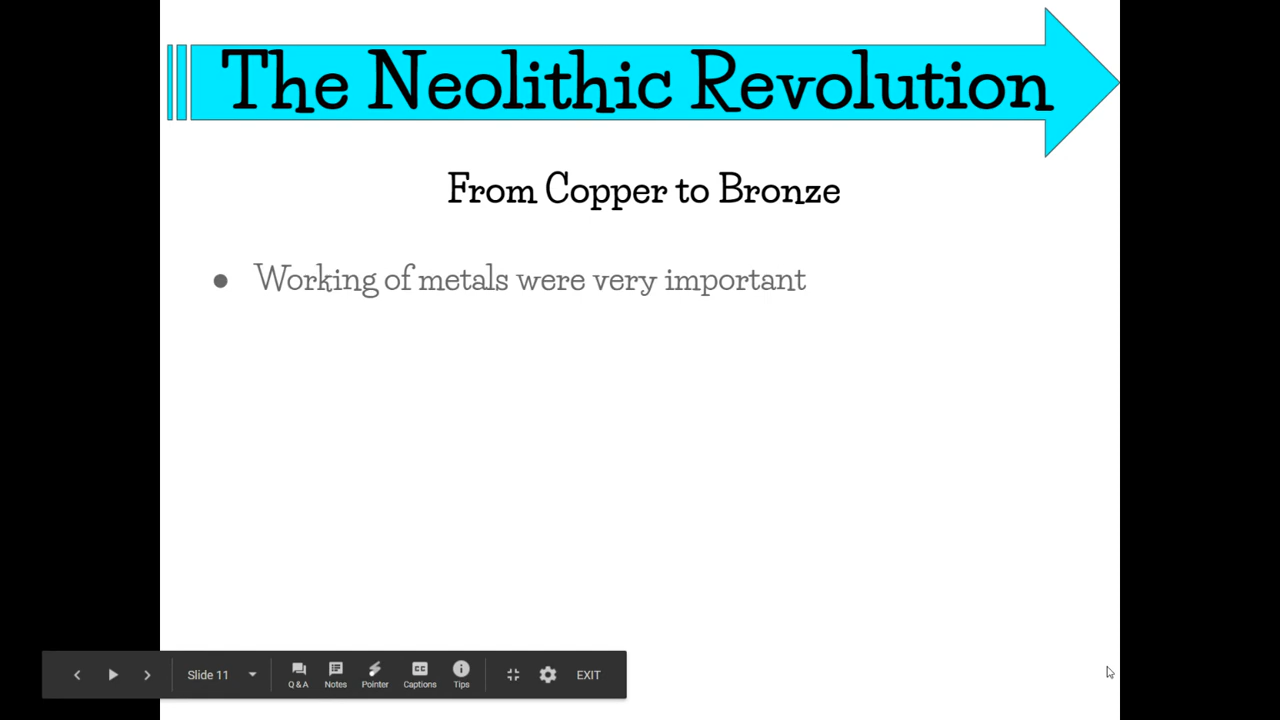 The Neolithic Revolution
From Copper to Bronze
● Working of metals were very important
Slide 11
Q & A
Notes
Pointer
CC
Captions
Tips
EXIT